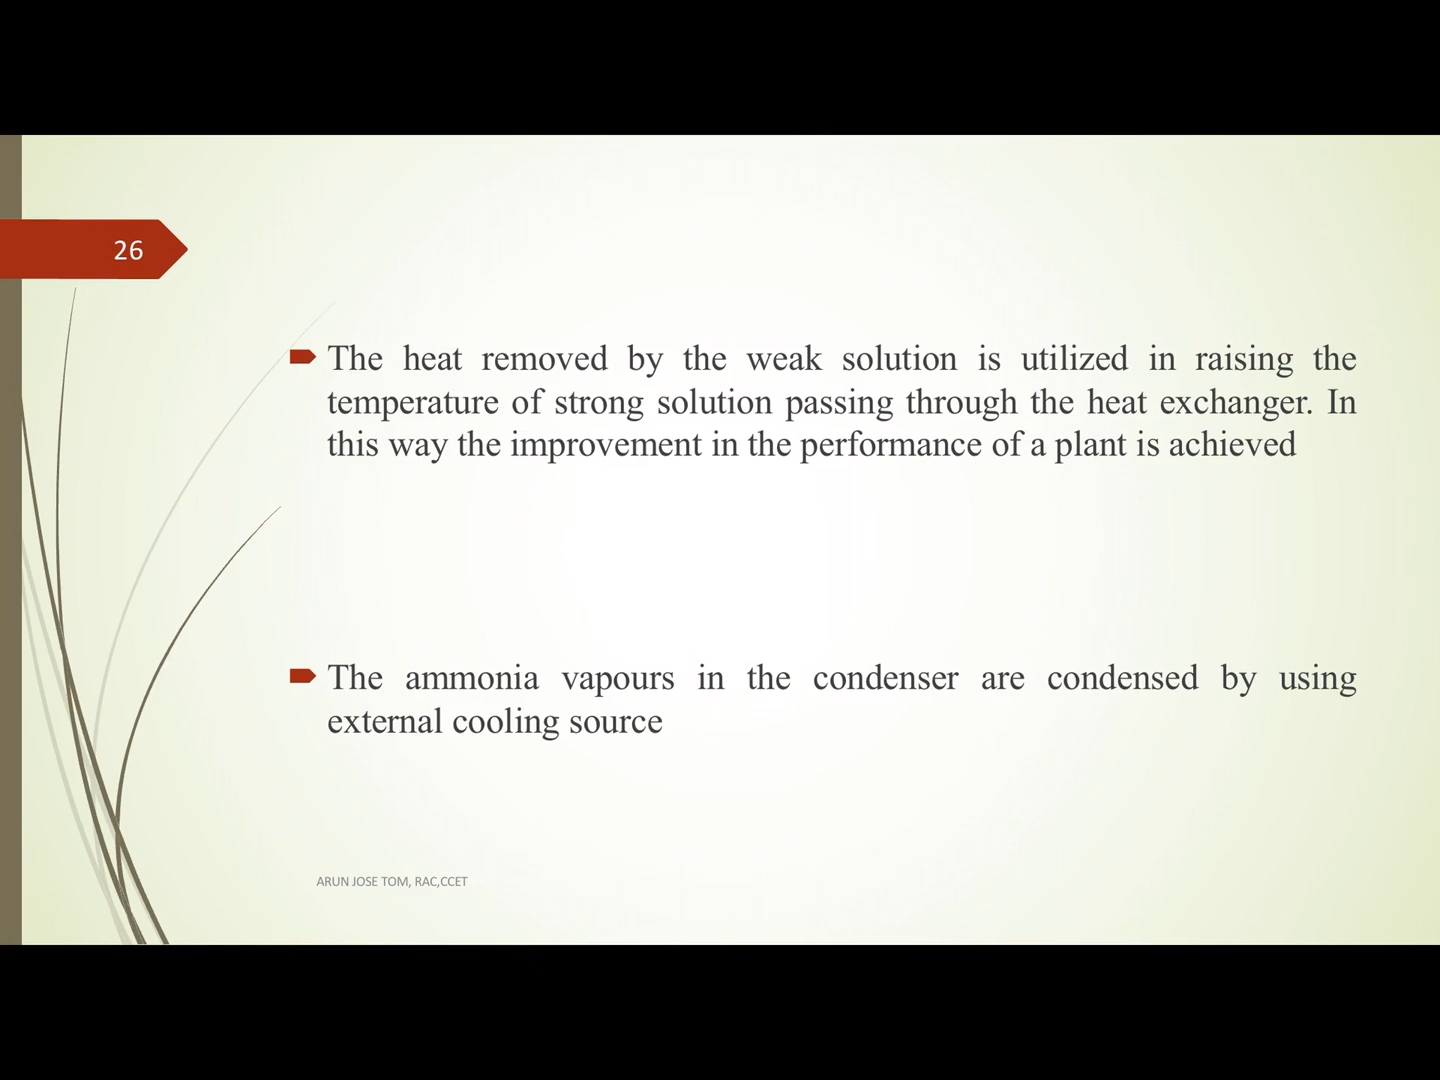 26
The heat removed by the weak solution is utilized in raising the
temperature of strong solution passing through the heat exchanger. In
this way the improvement in the performance of a plant is achieved
The ammonia vapours in the condenser are condensed by using
external cooling source
ARUN JOSE TOM, RAC,CCET